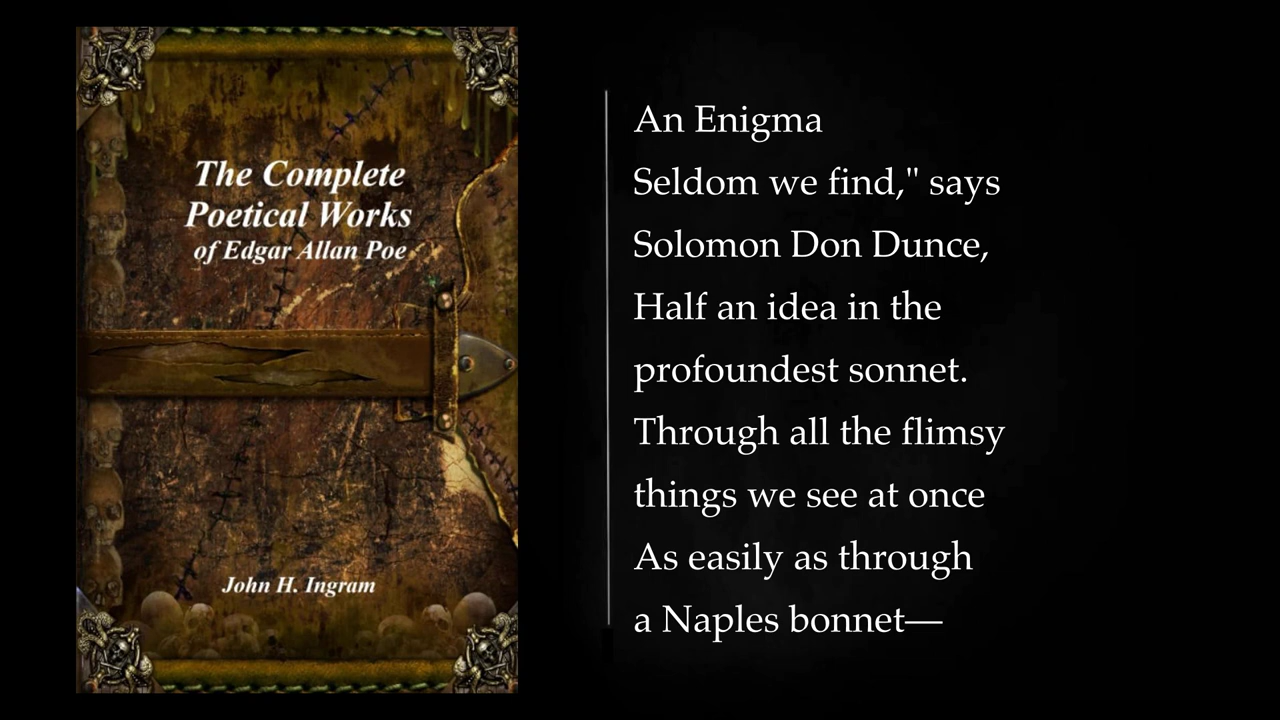 The Complete
Poetical Works
of Edgar Allan Poe
John H. Ingram
An Enigma
Seldom we find," says
Solomon Don Dunce,
Half an idea in the
profoundest sonnet.
Through all the flimsy
things we see at once
As easily as through
a Naples bonnet—